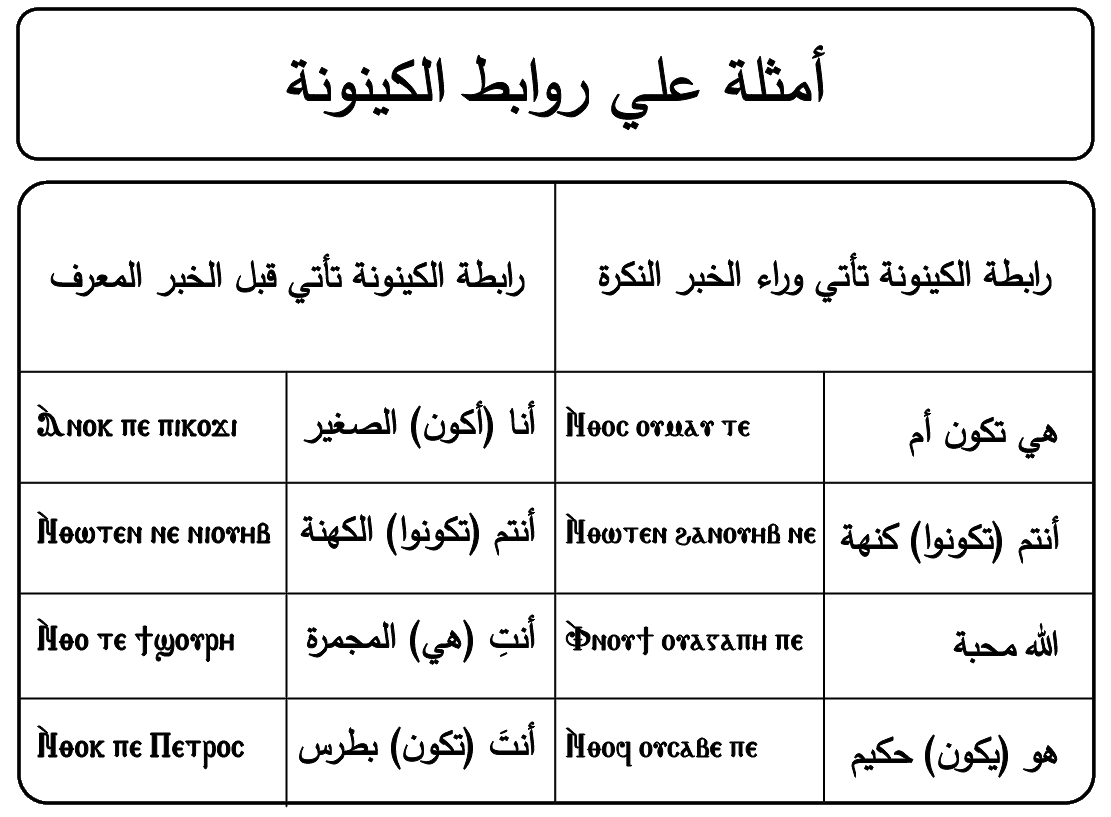 أمثلة علي روابط الكينونة
رابطة الكينونة تأتي وراء الخبر النكرة
رابطة الكينونة تأتي قبل الخبر المعرف
هي تكون أم
Ⲛ̀ⲑⲟⲥ ⲟⲩⲙⲁⲩ ⲧⲉ
أنا (أكون) الصغير
Ⲁ̀ⲛⲟⲕ ⲡⲉ ⲡⲓⲕⲟϫⲓ
أنتم (تكونوا) كنهة
Ⲛ̀ⲑⲱⲧⲉⲛ ϩⲁⲛⲟⲩⲏⲃ ⲛⲉ
أنتم (تكونوا) الكهنة
Ⲛ̀ⲑⲱⲧⲉⲛ ⲛⲉ ⲛⲓⲟⲩⲏⲃ
الله محبة
Ⲫ̀ⲛⲟⲩϯ ⲟⲩⲁⲅⲁⲡⲏ ⲡⲉ
أنتِ (هي) المجمرة
Ⲛ̀ⲑⲟ ⲧⲉ ϯϣⲟⲩⲣⲏ
هو (يكون) حكيم
Ⲛ̀ⲑⲟϥ ⲟⲩⲥⲁⲃⲉ ⲡⲉ
أنتَ (تكون) بطرس
Ⲛ̀ⲑⲟⲕ ⲡⲉ Ⲡⲉⲧⲣⲟⲥ